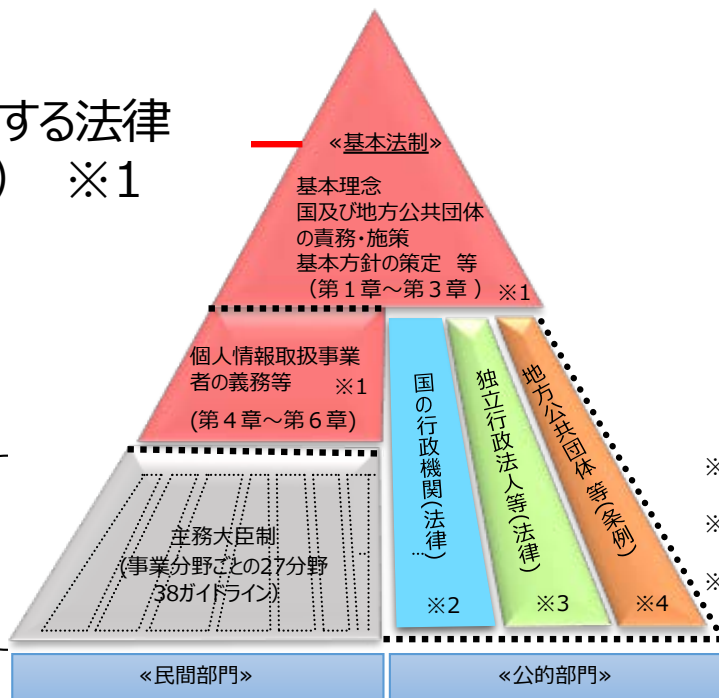 する法律
) ※1
«基本法制»
基本理念
国及び地方公共団体
の責務・施策
基本方針の策定 等
(第1章～第3章) ※1
個人情報取扱事業
者の義務等 ※1
(第4章～第6章)
主務大臣制
(事業分野ごとの27分野
38ガイドライン)
国の行政機関(法律)
…
※2
独立行政法人等(法律)
※3
地方公共団体等(条例)
※4
※
※
※
«民間部門»
«公的部門»